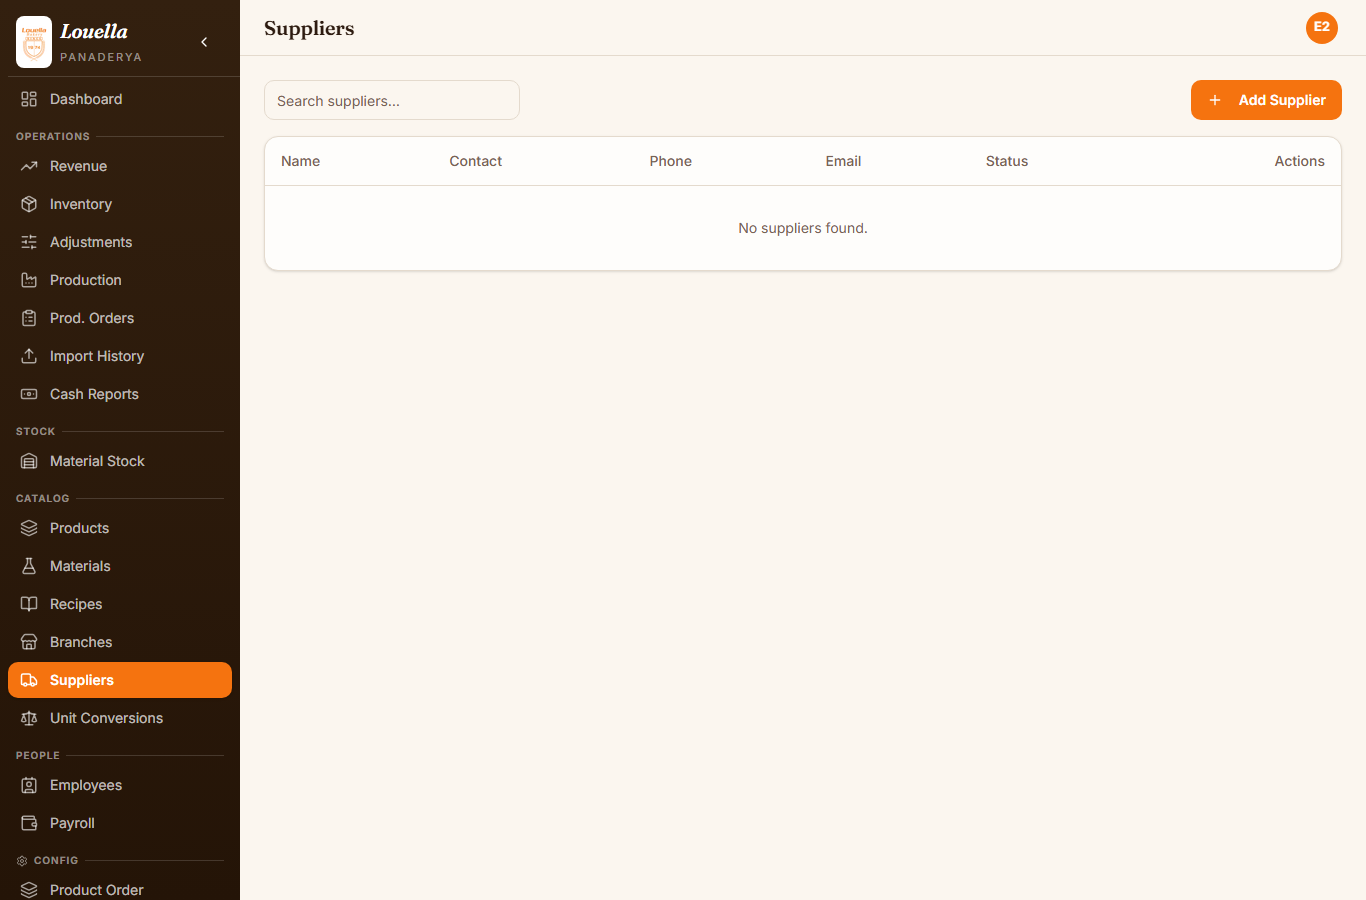 Louella
PANADERYA
Dashboard
OPERATIONS
Revenue
Inventory
Adjustments
Production
Prod. Orders
Import History
Cash Reports
STOCK
Material Stock
CATALOG
Products
Materials
Recipes
Branches
Suppliers
Unit Conversions
PEOPLE
Employees
Payroll
CONFIG
Product Order
Suppliers
E2
Search suppliers...
Add Supplier
Name Contact Phone Email Status Actions
No suppliers found.